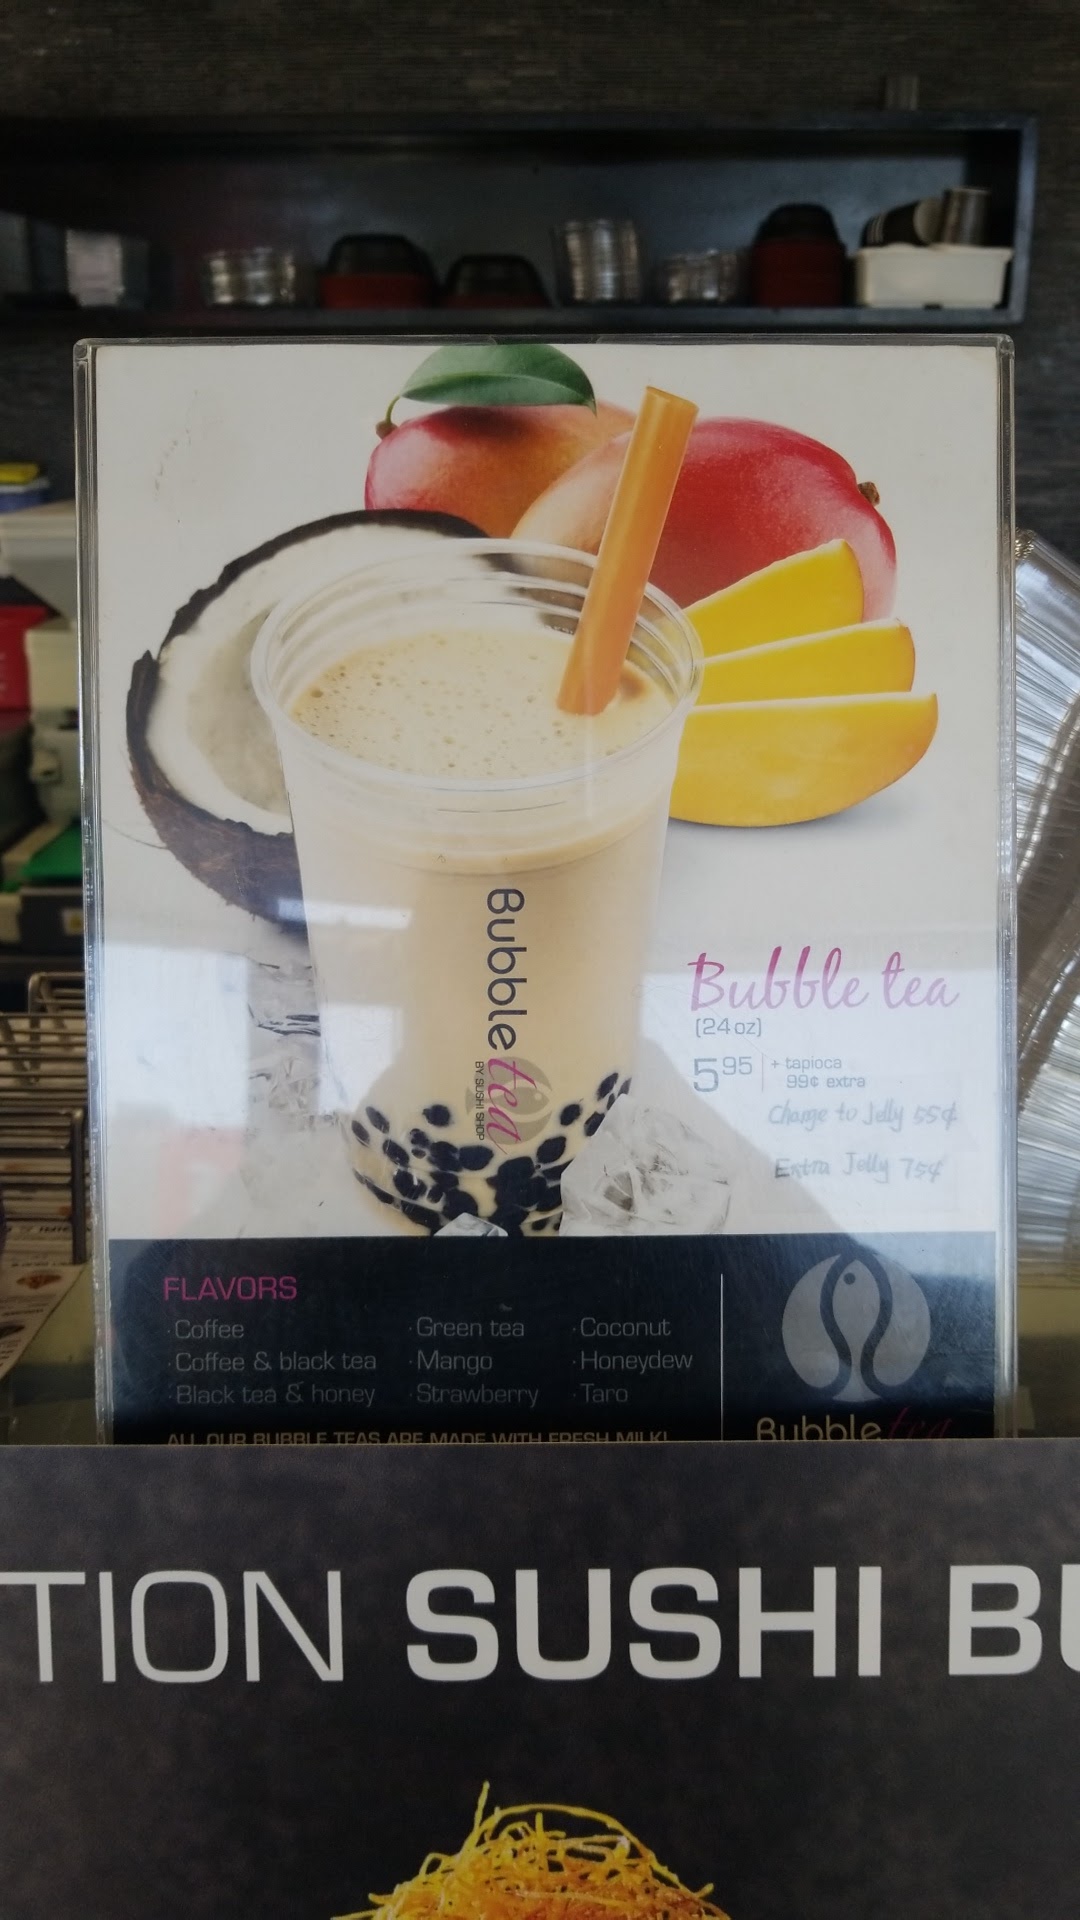 Bubble tea
BY SUSHI SHOP
Bubble tea
(24 oz)
5 95
+ tapioca
99¢ extra
Change to Jelly 55¢
Extra Jelly 75¢
FLAVORS
· Coffee
· Coffee & black tea
· Black tea & honey
· Green tea
· Mango
· Strawberry
· Coconut
· Honeydew
· Taro
ALL OUR BUBBLE TEAS ARE MADE WITH FRESH MILK!
Bubble tea
TION SUSHI BU